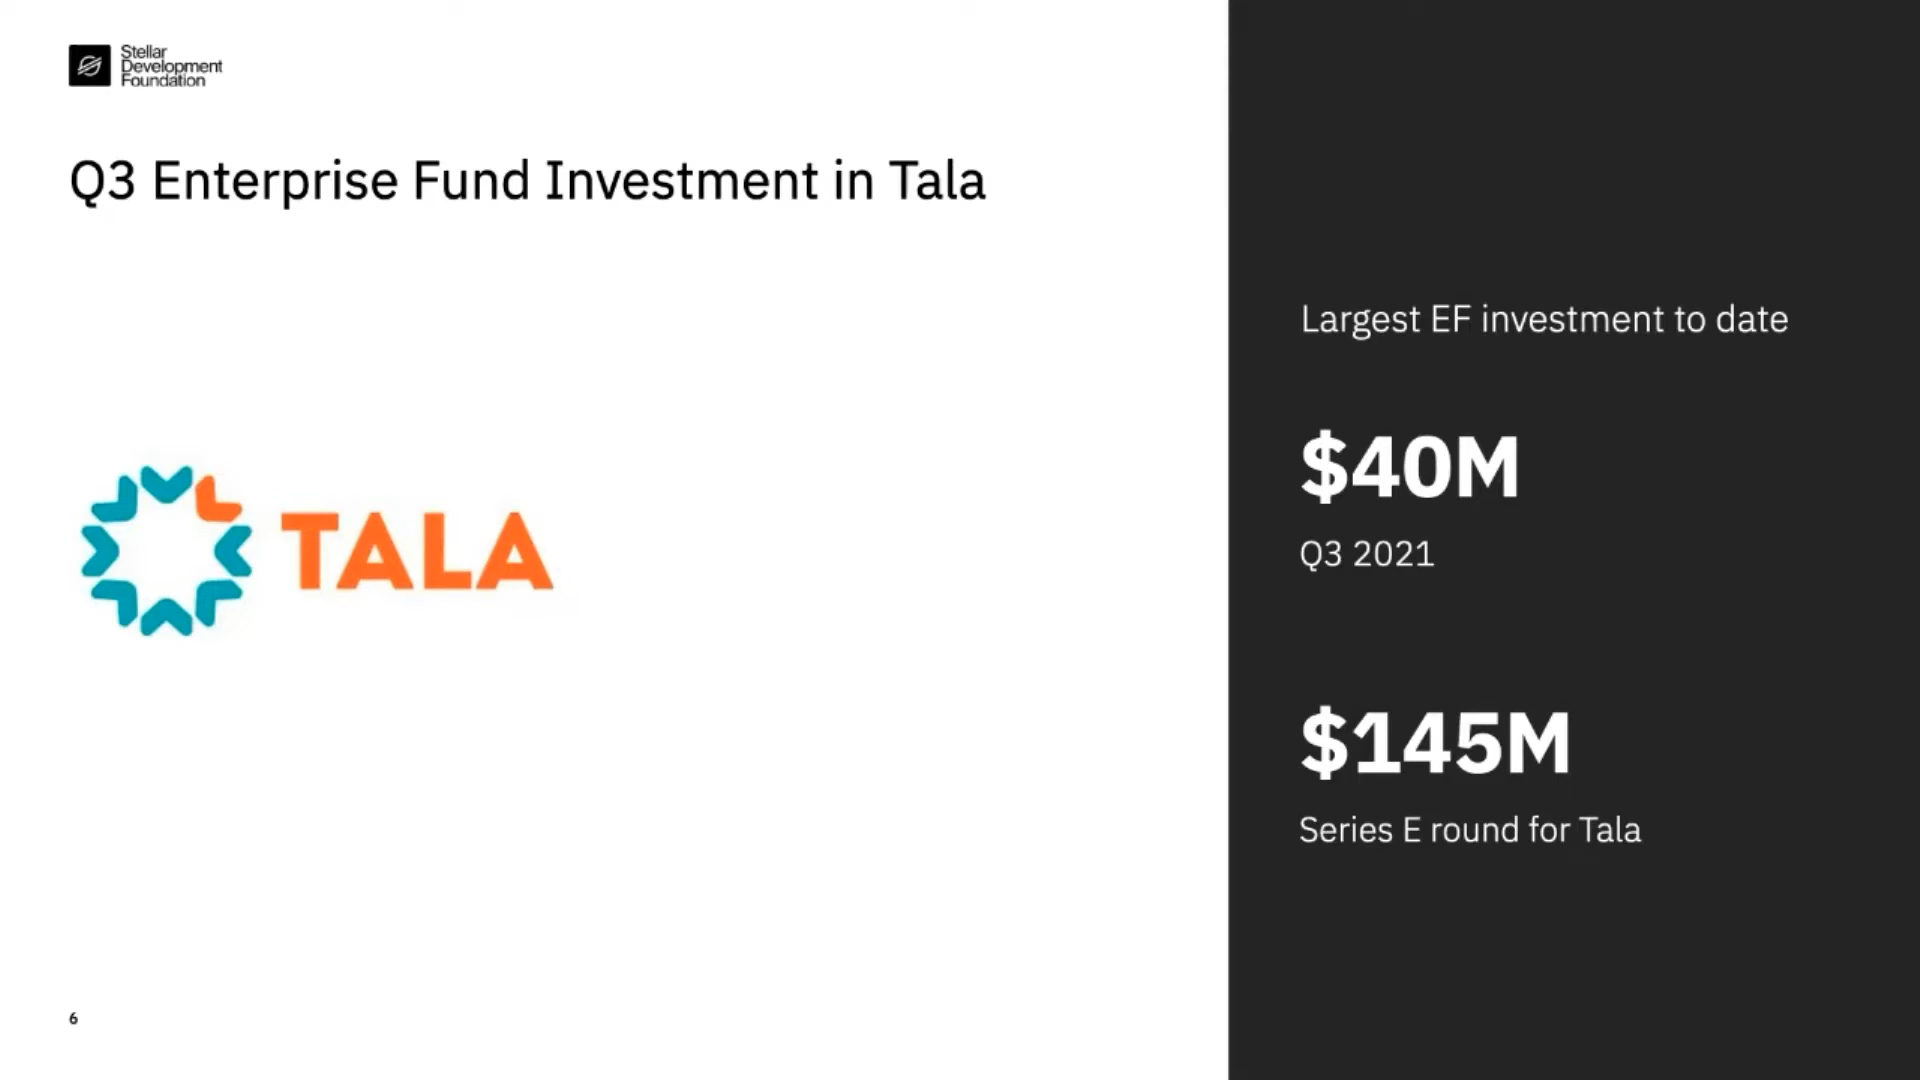 Stellar
Development
Foundation
Q3 Enterprise Fund Investment in Tala
TALA
Largest EF investment to date
$40M
Q3 2021
$145M
Series E round for Tala
6